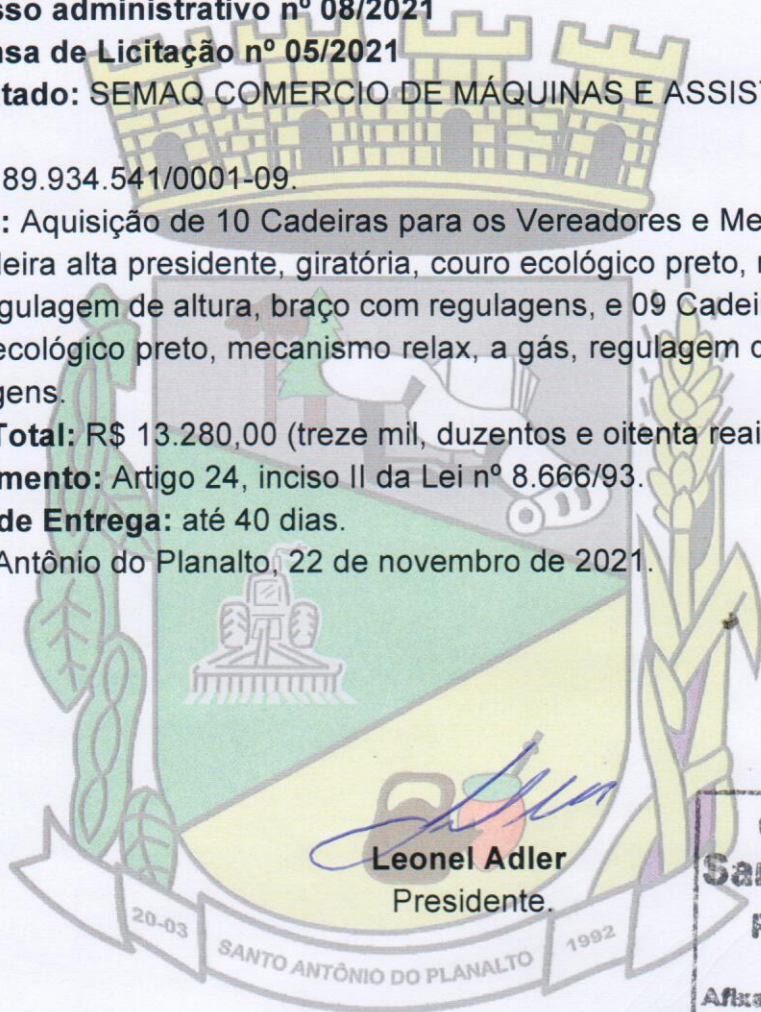 sso administrativo nº 08/2021
nsa de Licitação nº 05/2021
tado: SEMAQ COMERCIO DE MÁQUINAS E ASSIST
89.934.541/0001-09.
: Aquisição de 10 Cadeiras para os Vereadores e Me
deira alta presidente, giratória, couro ecológico preto, 
gulagem de altura, braço com regulagens, e 09 Cadei
ecológico preto, mecanismo relax, a gás, regulagem d
gens.
Total: R$ 13.280,00 (treze mil, duzentos e oitenta reai
mento: Artigo 24, inciso II da Lei nº 8.666/93.
de Entrega: até 40 dias.
Antônio do Planalto, 22 de novembro de 2021.
Leonel Adler
Presidente.
20-03 SANTO ANTÔNIO DO PLANALTO 1992
San
Afixa